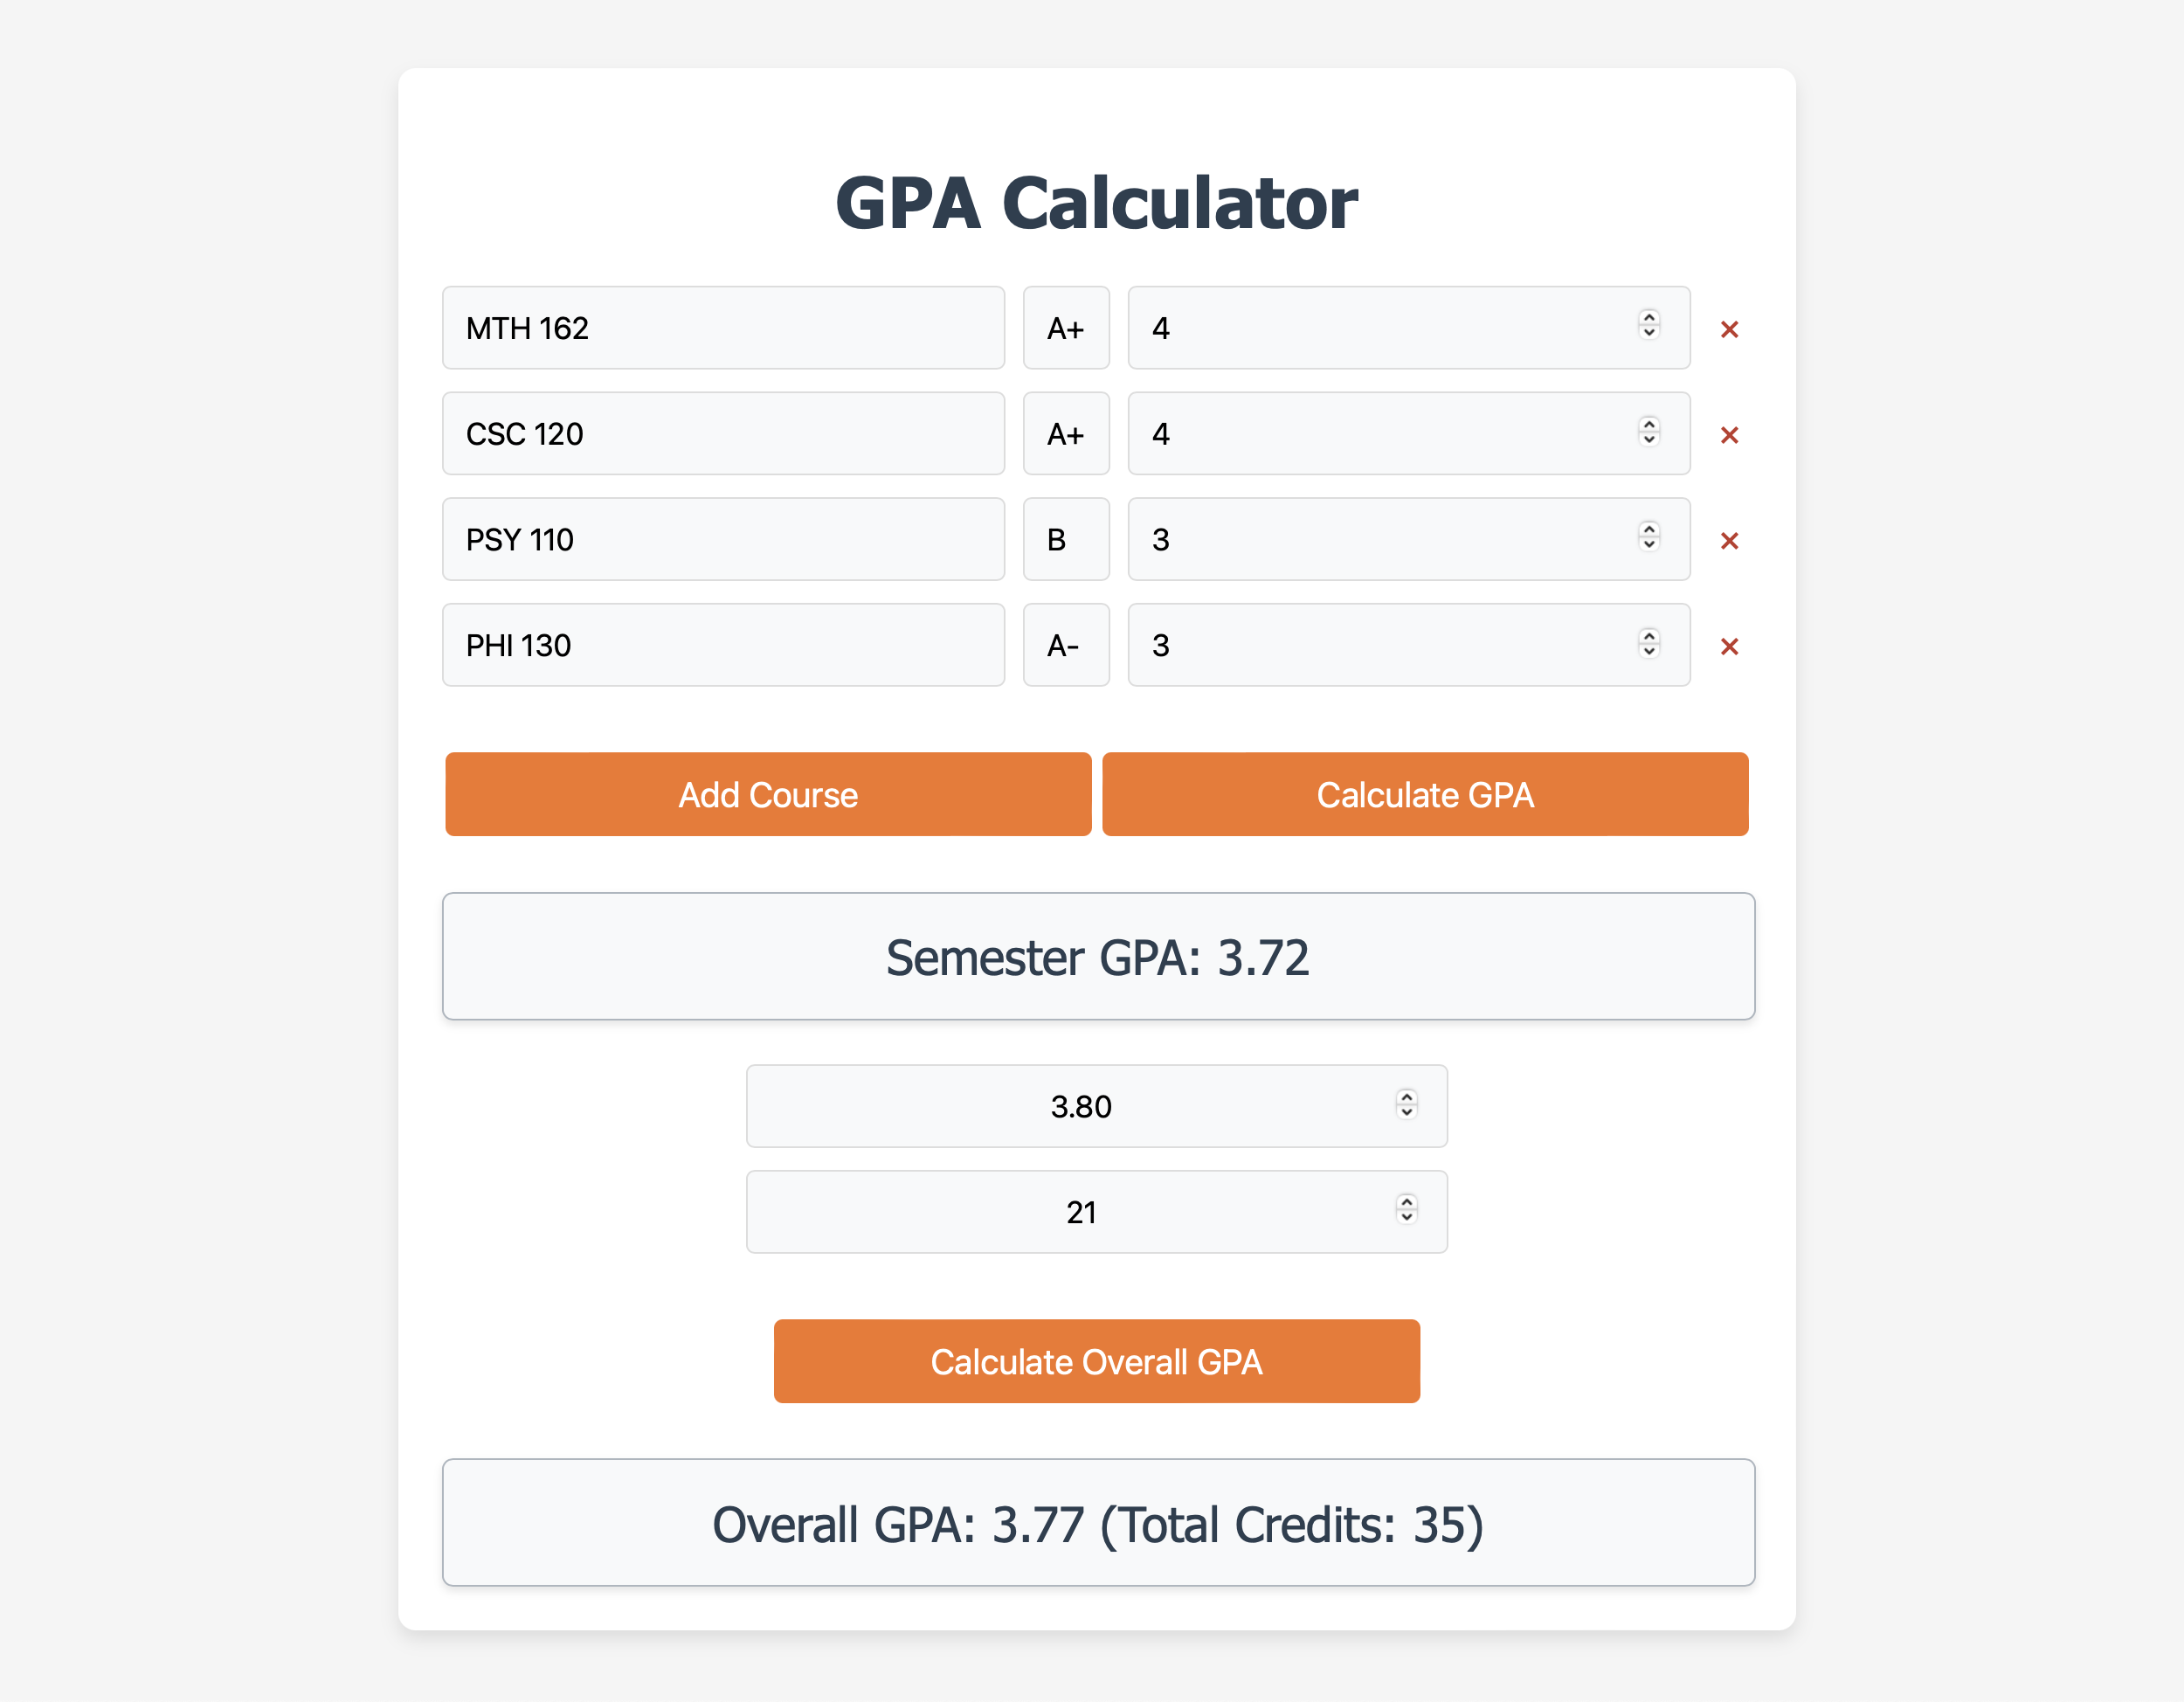 GPA Calculator
MTH 162 A+ 4 ×
CSC 120 A+ 4 ×
PSY 110 B 3 ×
PHI 130 A- 3 ×
Add Course Calculate GPA
Semester GPA: 3.72
3.80
21
Calculate Overall GPA
Overall GPA: 3.77 (Total Credits: 35)